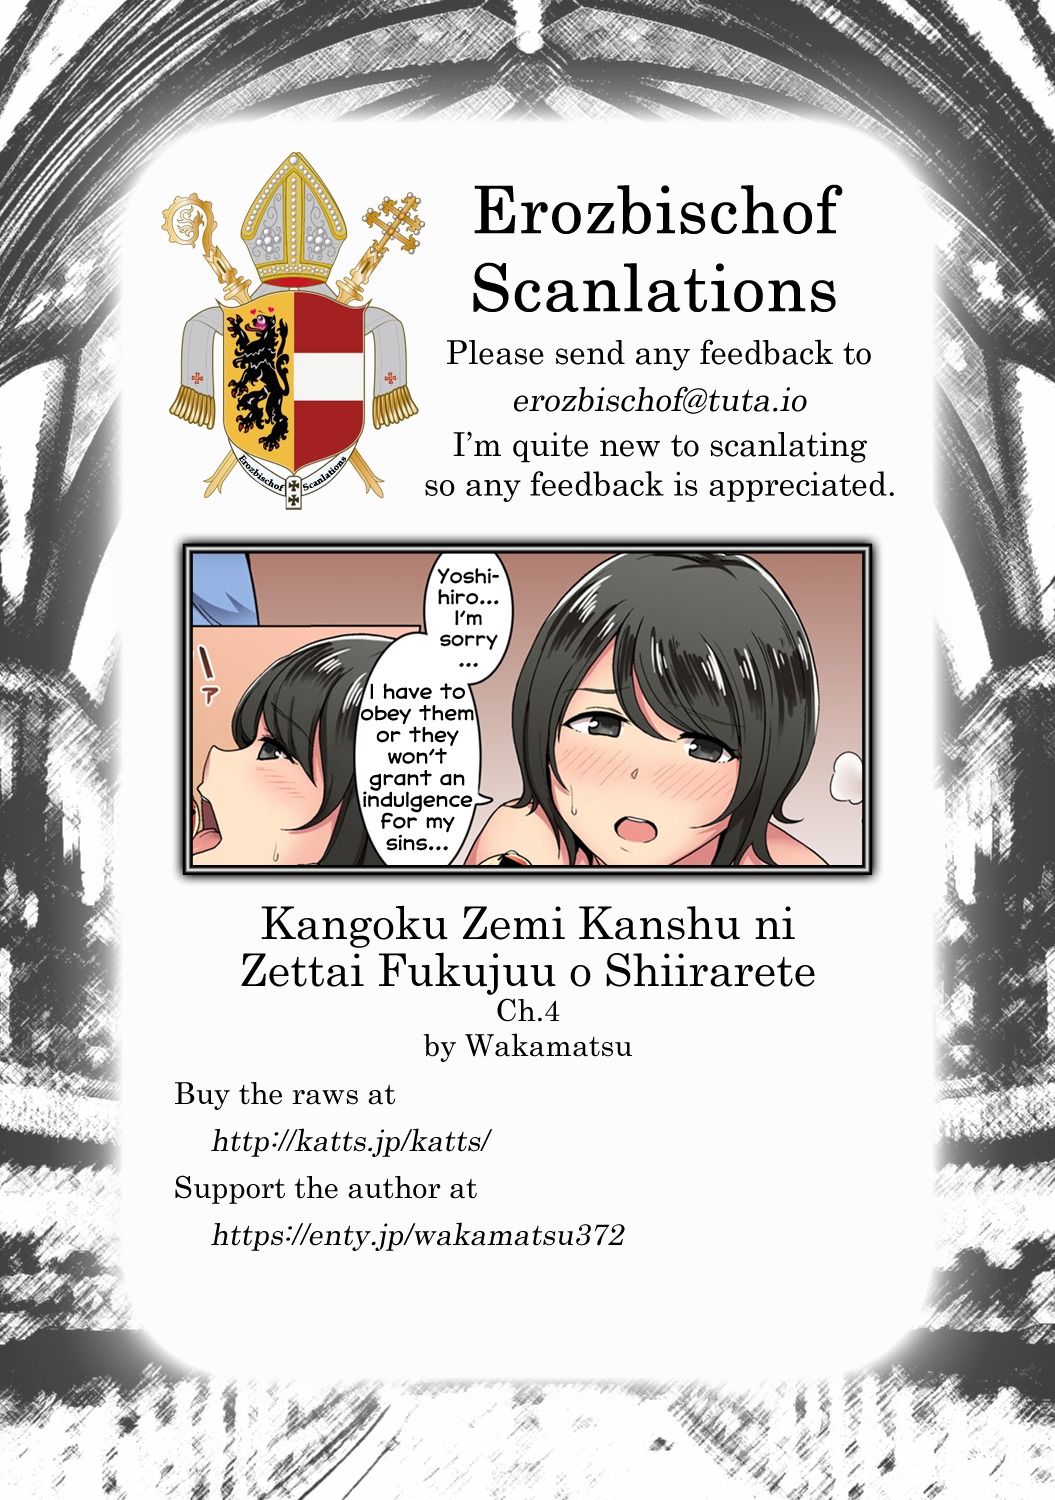 Erozbischof
Scanlations
Please send any feedback to
erozbischof@tuta.io
I’m quite new to scanlating
so any feedback is appreciated.
Erozbischof Scanlations
Yoshi-
hiro...
I'm
sorry
...
I have to
obey them
or they
won't
grant an
indulgence
for my
sins...
ァ
Kangoku Zemi Kanshu ni
Zettai Fukujuu o Shiirarete
Ch.4
by Wakamatsu
Buy the raws at
http://katts.jp/katts/
Support the author at
https://enty.jp/wakamatsu372